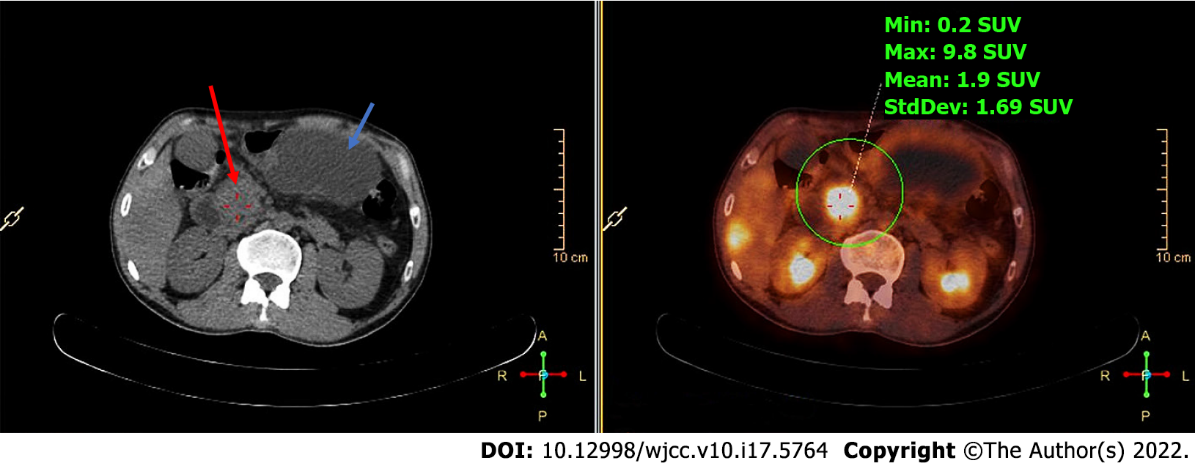 Min: 0.2 SUV
Max: 9.8 SUV
Mean: 1.9 SUV
StdDev: 1.69 SUV
10 cm
10 cm
A
R
F
L
P
A
R
F
L
P
DOI: 10.12998/wjcc.v10.i17.5764 Copyright ©The Author(s) 2022.